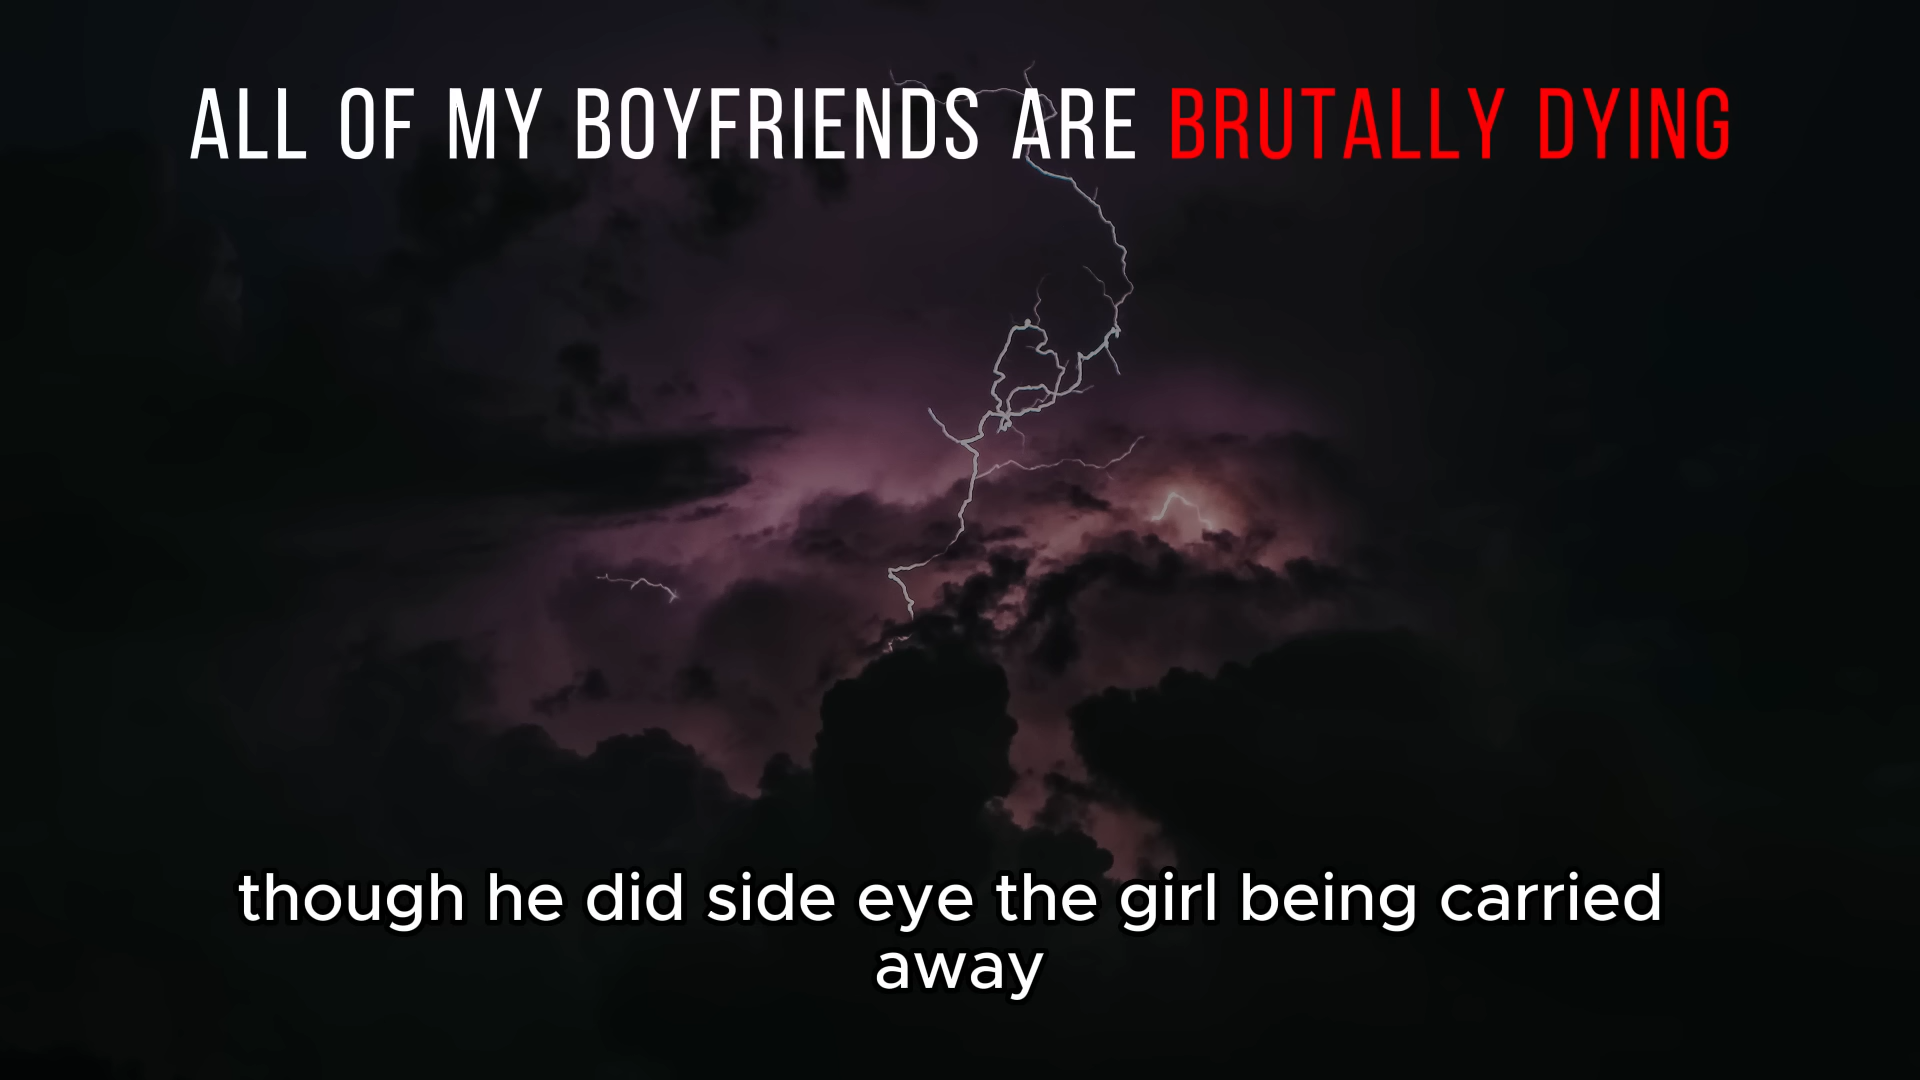 ALL OF MY BOYFRIENDS ARE BRUTALLY DYING
though he did side eye the girl being carried
away